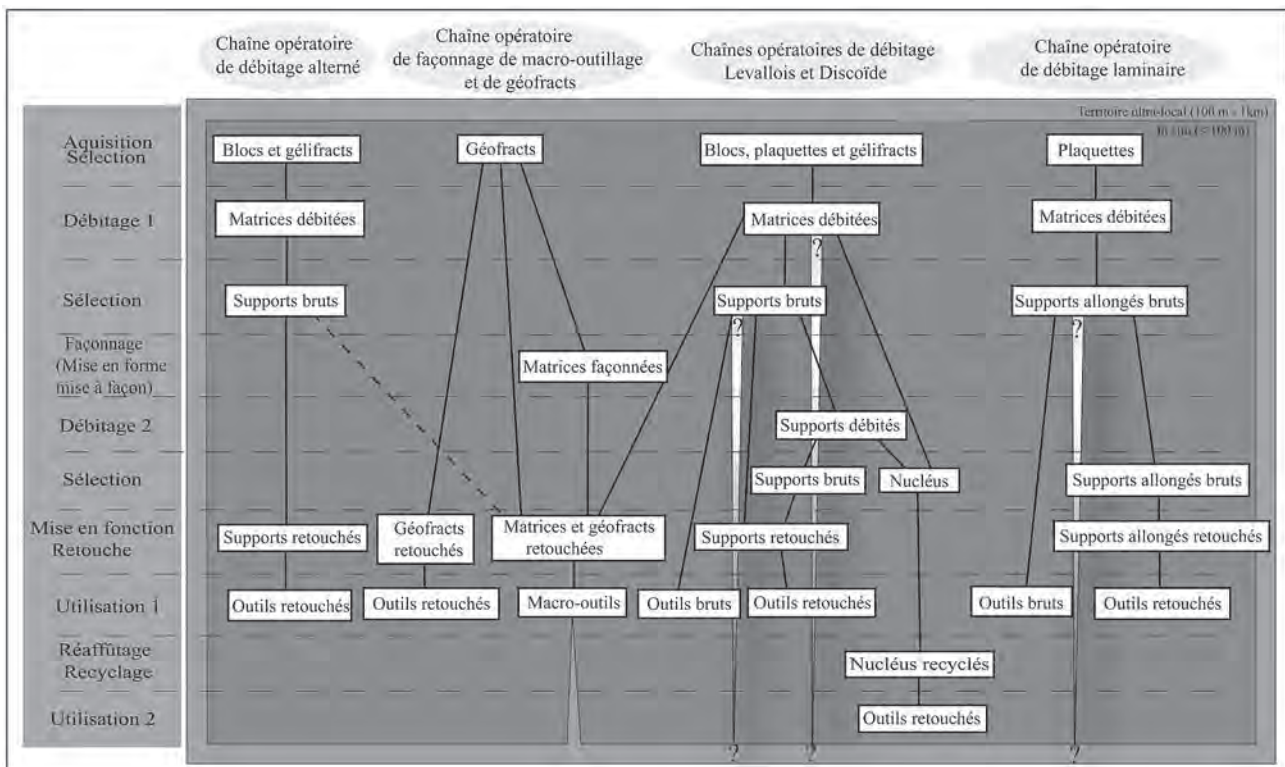 Chaîne opératoire
de débitage alterné
Chaîne opératoire
de façonnage de macro-outillage
et de géofracts
Chaînes opératoires de débitage
Levallois et Discoïde
Chaîne opératoire
de débitage laminaire
Territoire ultra-local (100 m - 1km)
In situ (< 100 m)
Aquisition
Sélection
Blocs et gélifracts
Géofracts
Blocs, plaquettes et gélifracts
Plaquettes
Débitage 1
Matrices débitées
Matrices débitées
Matrices débitées
?
Sélection
Supports bruts
Supports bruts
Supports allongés bruts
?
?
Façonnage
(Mise en forme
mise à façon)
Matrices façonnées
Débitage 2
Supports débités
Sélection
Supports bruts
Nucléus
Supports allongés bruts
Mise en fonction
Retouche
Supports retouchés
Géofracts
retouchés
Matrices et géofracts
retouchées
Supports retouchés
Supports allongés retouchés
Utilisation 1
Outils retouchés
Outils retouchés
Macro-outils
Outils bruts
Outils retouchés
Outils bruts
Outils retouchés
Réaffûtage
Recyclage
Nucléus recyclés
Utilisation 2
Outils retouchés
?
?
?